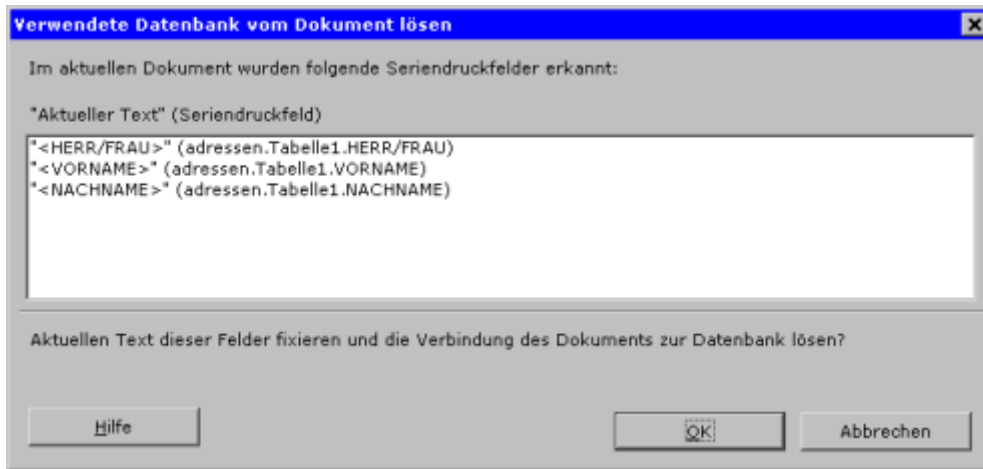 Verwendete Datenbank vom Dokument lösen
Im aktuellen Dokument wurden folgende Seriendruckfelder erkannt:
"Aktueller Text" (Seriendruckfeld)
"<HERR/FRAU>" (adressen.Tabelle1.HERR/FRAU)
"<VORNAME>" (adressen.Tabelle1.VORNAME)
"<NACHNAME>" (adressen.Tabelle1.NACHNAME)
Aktuellen Text dieser Felder fixieren und die Verbindung des Dokuments zur Datenbank lösen?
Hilfe OK Abbrechen